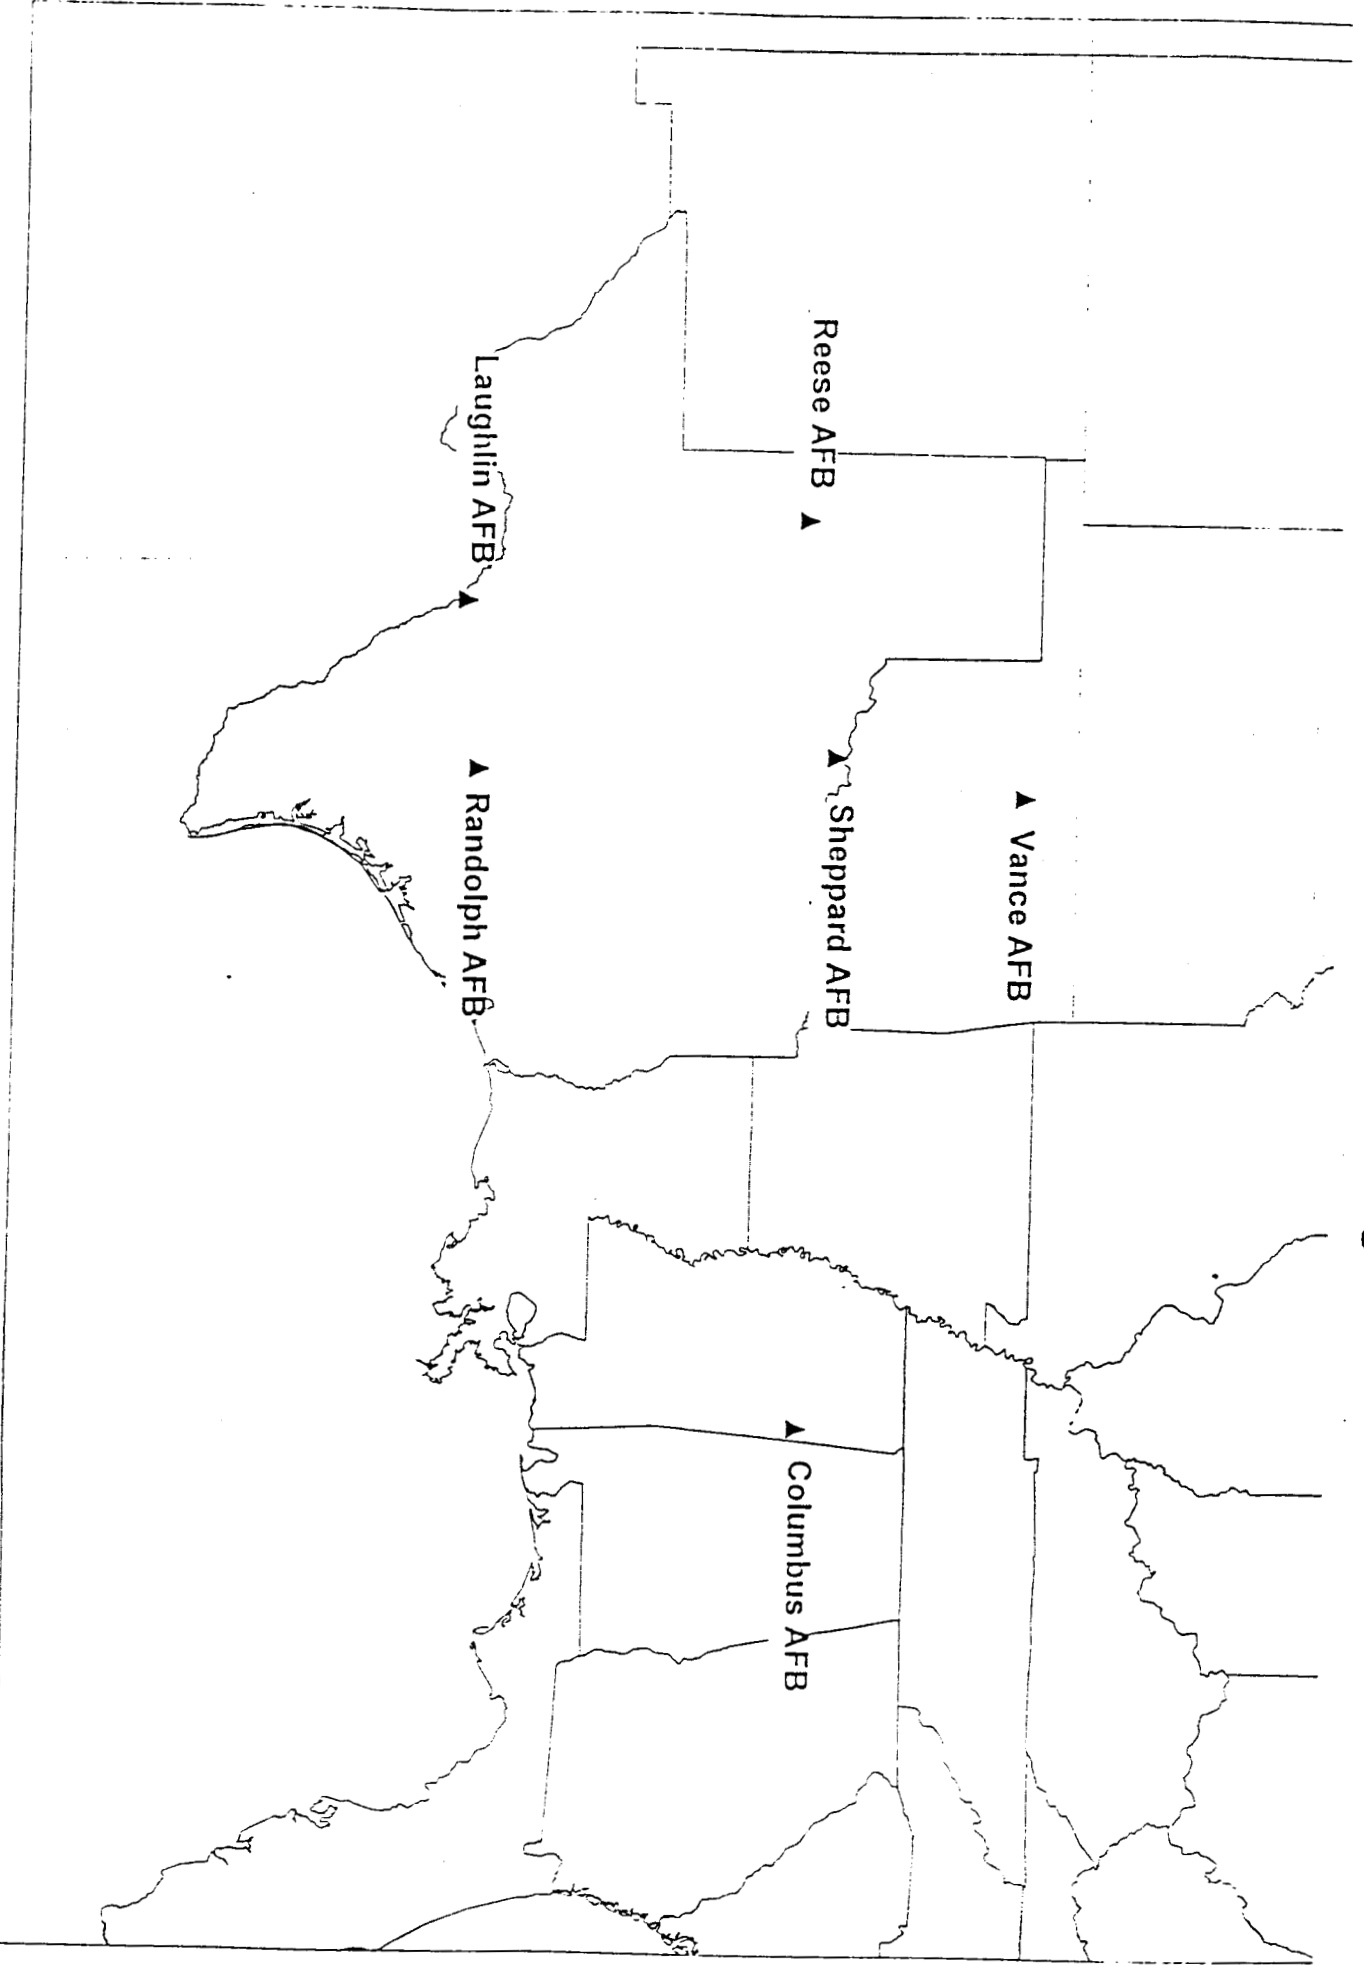 Vance AFB
Reese AFB
Sheppard AFB
Columbus AFB
Laughlin AFB
Randolph AFB